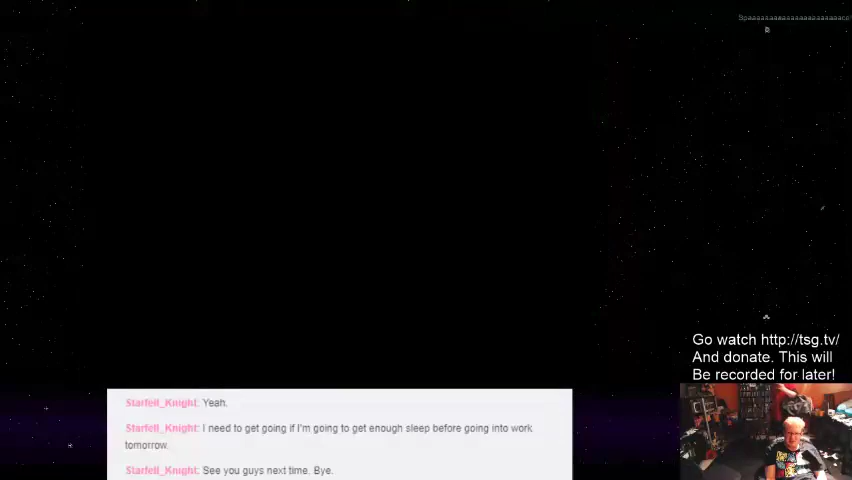 Go watch http://tsg.tv/
And donate. This will
Be recorded for later!
Starfell_Knight: Yeah.
Starfell_Knight: I need to get going if I'm going to get enough sleep before going into work
tomorrow.
Starfell_Knight: See you guys next time. Bye.